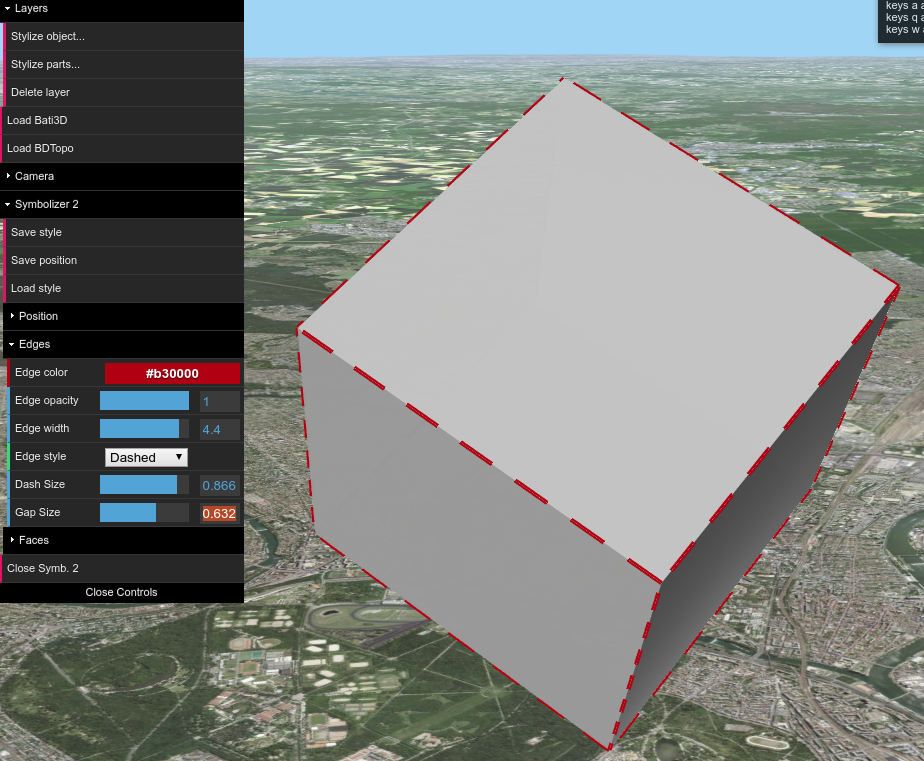 Layers
Stylize object...
Stylize parts...
Delete layer
Load Bati3D
Load BDTopo
Camera
Symbolizer 2
Save style
Save position
Load style
Position
Edges
Edge color #b30000
Edge opacity 1
Edge width 4.4
Edge style Dashed
Dash Size 0.866
Gap Size 0.632
Faces
Close Symb. 2
Close Controls
keys a a
keys q a
keys w a